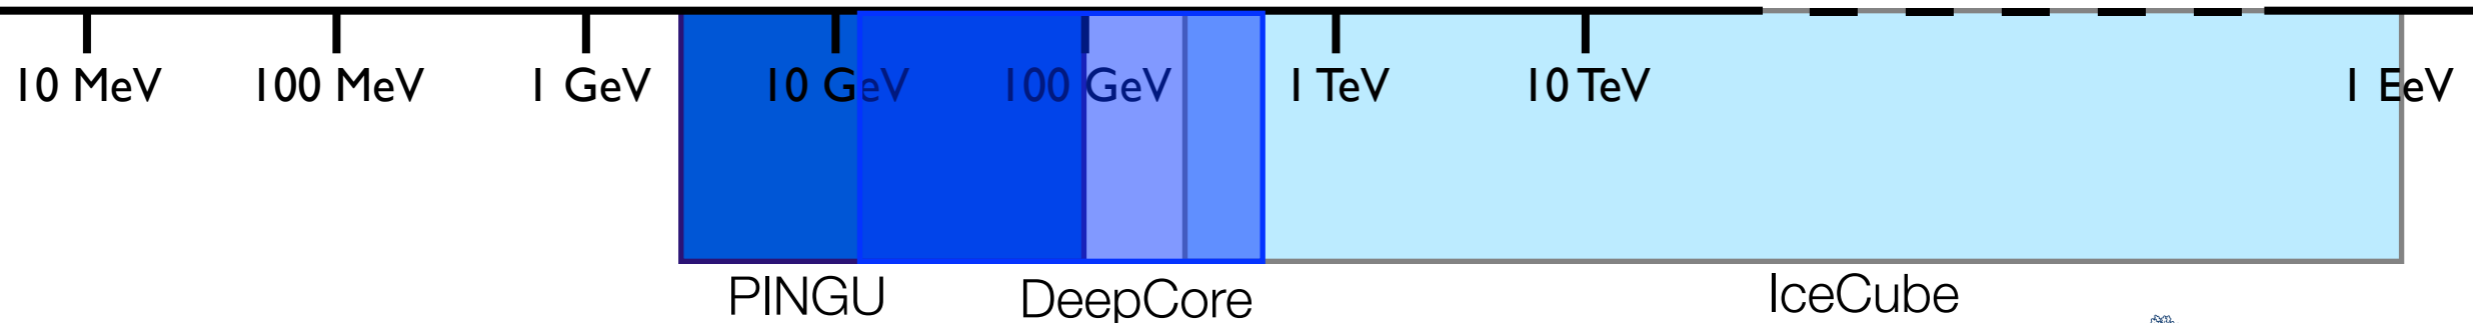 10 MeV 100 MeV 1 GeV 10 GeV 100 GeV 1 TeV 10 TeV 1 EeV
PINGU DeepCore IceCube